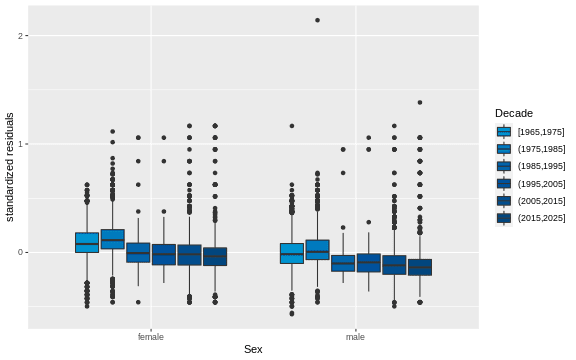 2
1
0
standardized residuals
female
male
Sex
Decade
[1965,1975]
(1975,1985]
(1985,1995]
(1995,2005]
(2005,2015]
(2015,2025]